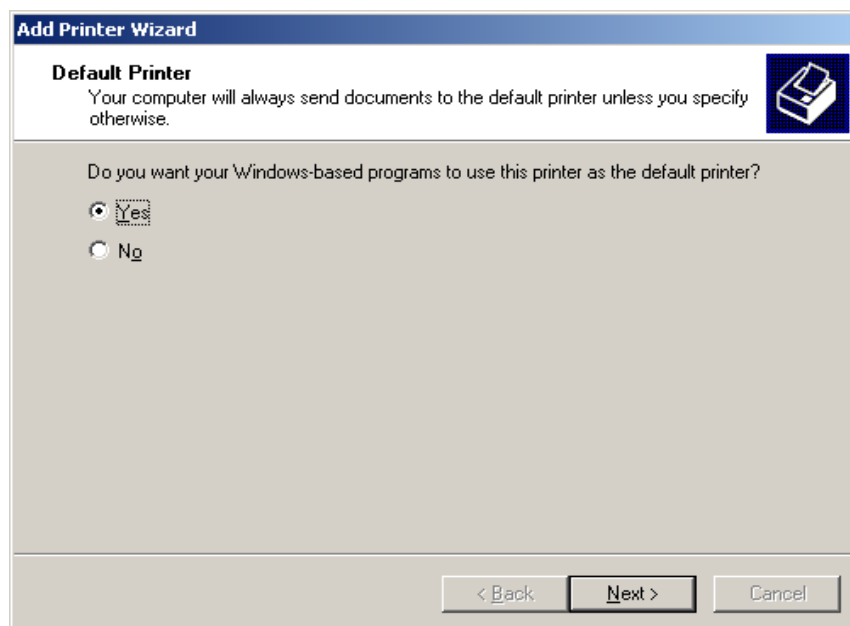 Add Printer Wizard
Default Printer
Your computer will always send documents to the default printer unless you specify
otherwise.
Do you want your Windows-based programs to use this printer as the default printer?
Yes
No
< Back
Next >
Cancel